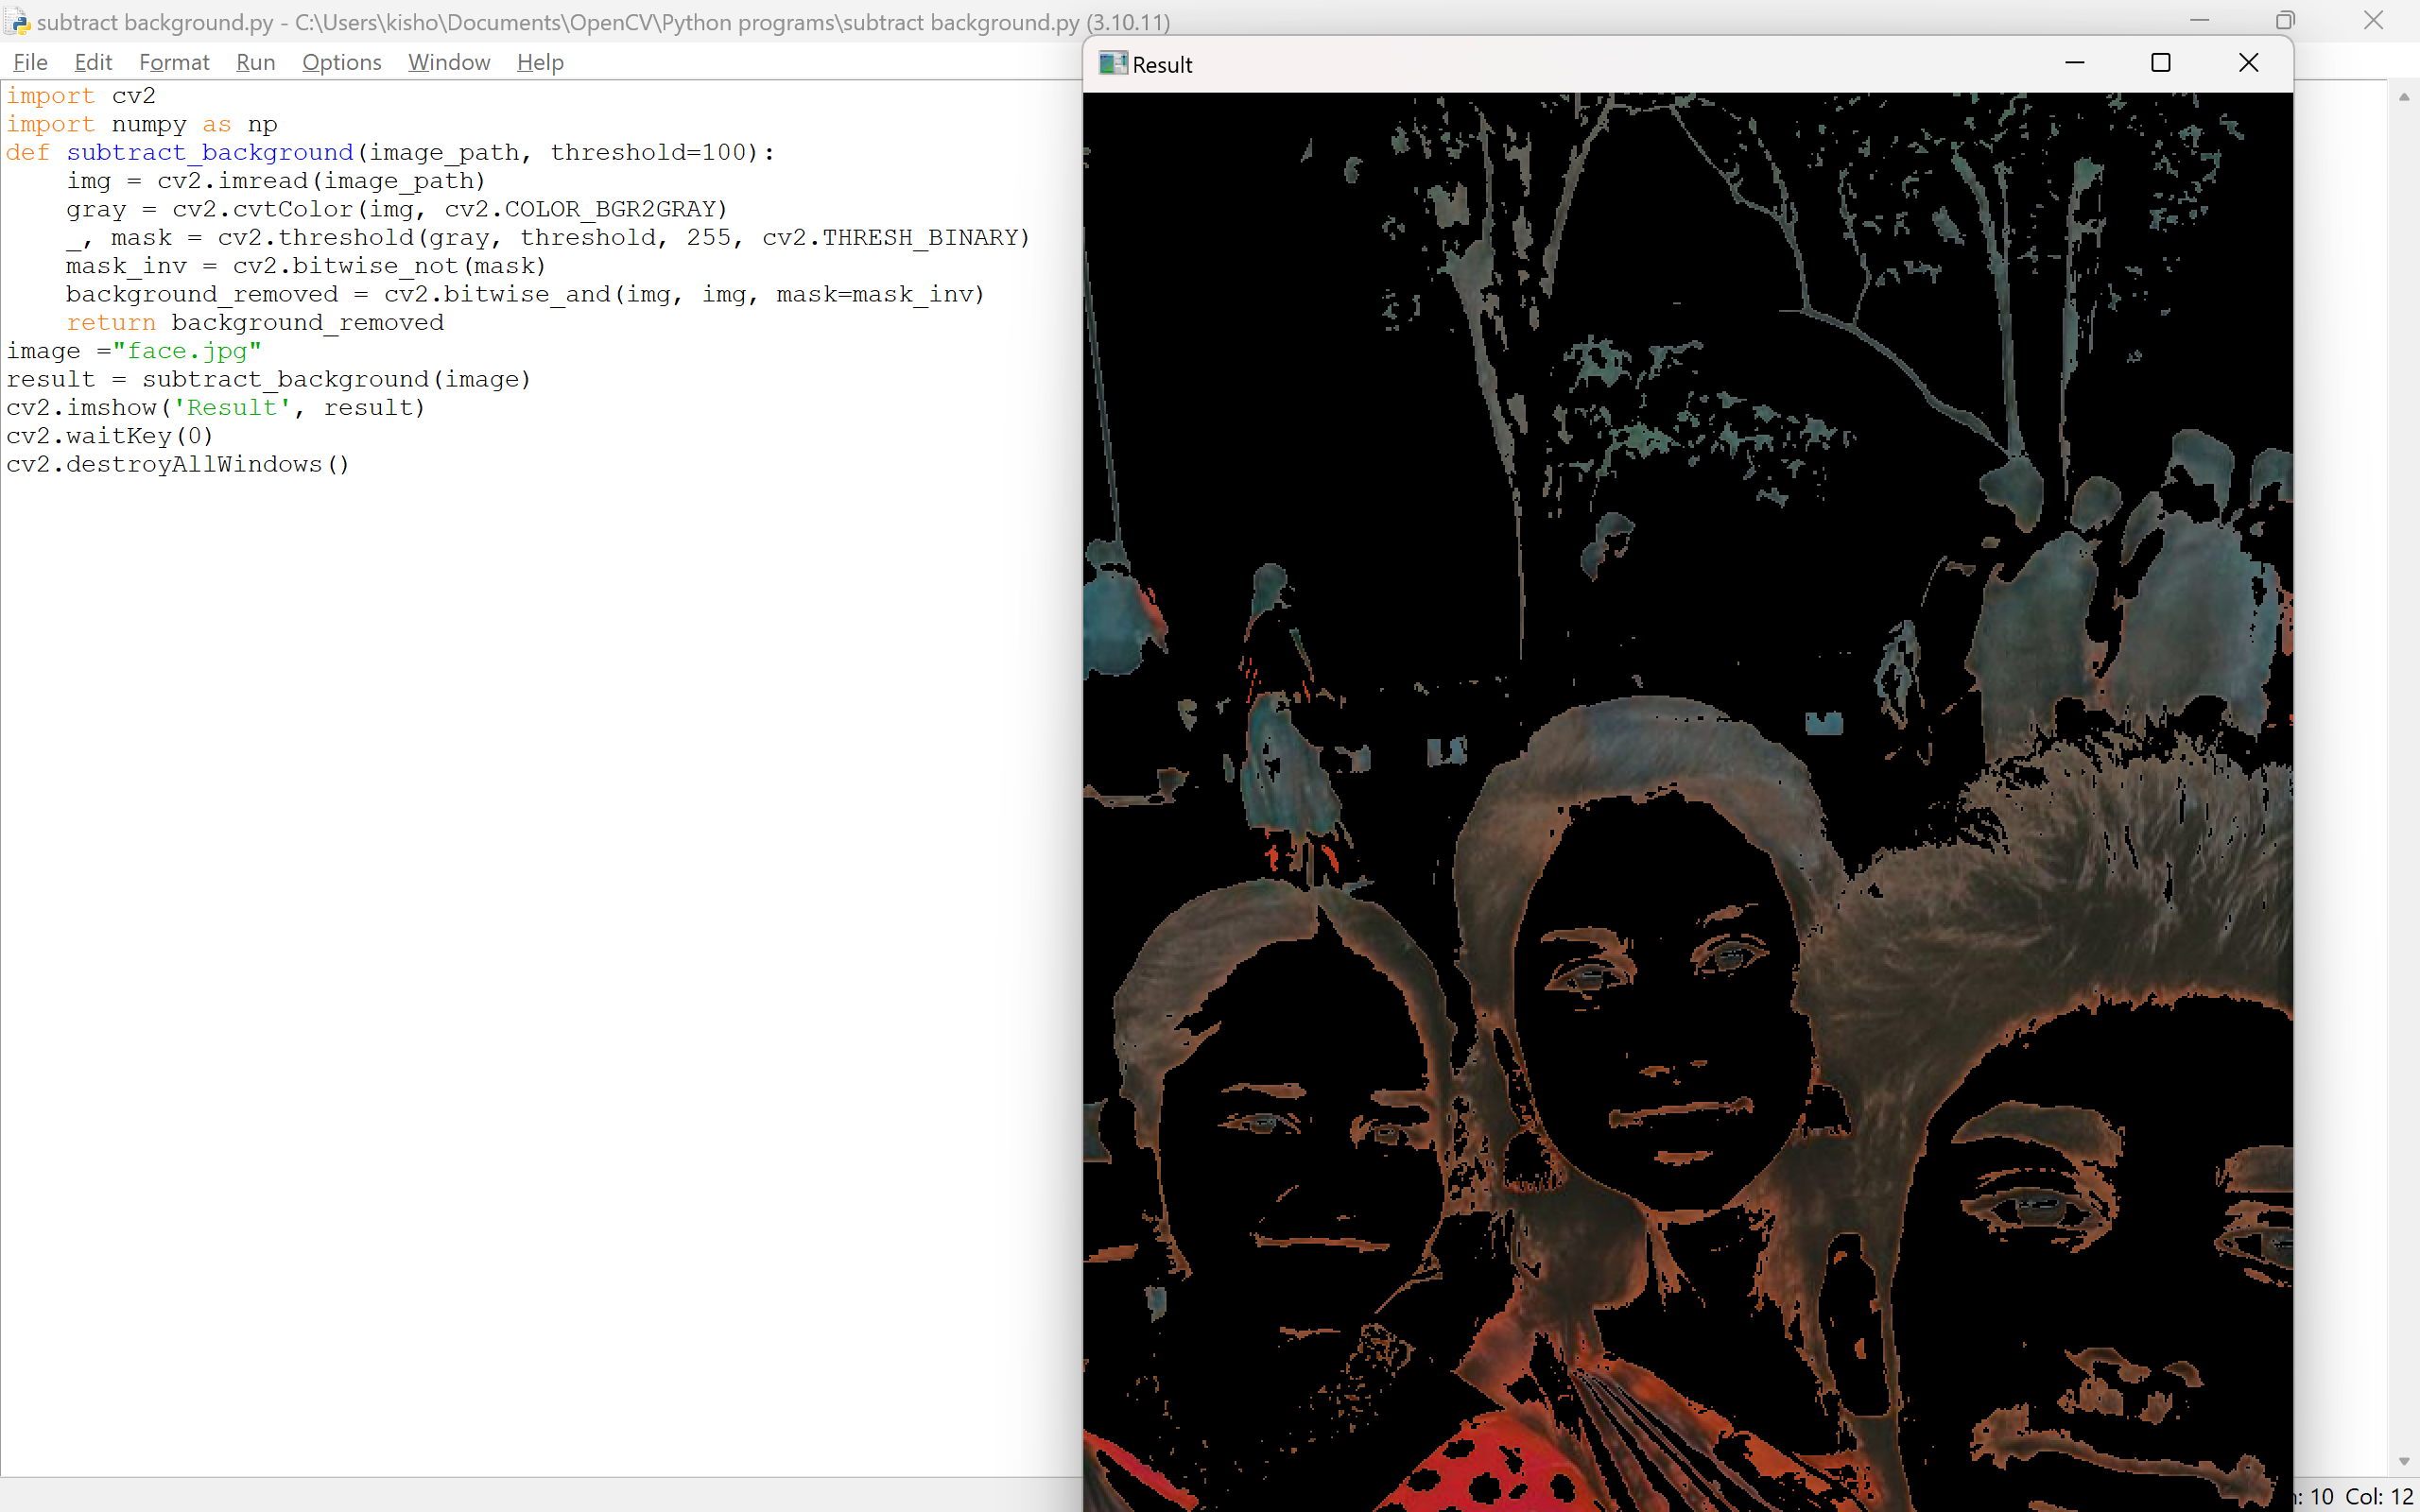 subtract background.py - C:\Users\kisho\Documents\OpenCV\Python programs\subtract background.py (3.10.11)
File Edit Format Run Options Window Help
import cv2
import numpy as np
def subtract_background(image_path, threshold=100):
    img = cv2.imread(image_path)
    gray = cv2.cvtColor(img, cv2.COLOR_BGR2GRAY)
    _, mask = cv2.threshold(gray, threshold, 255, cv2.THRESH_BINARY)
    mask_inv = cv2.bitwise_not(mask)
    background_removed = cv2.bitwise_and(img, img, mask=mask_inv)
    return background_removed
image ="face.jpg"
result = subtract_background(image)
cv2.imshow('Result', result)
cv2.waitKey(0)
cv2.destroyAllWindows()
Result
: 10 Col: 12